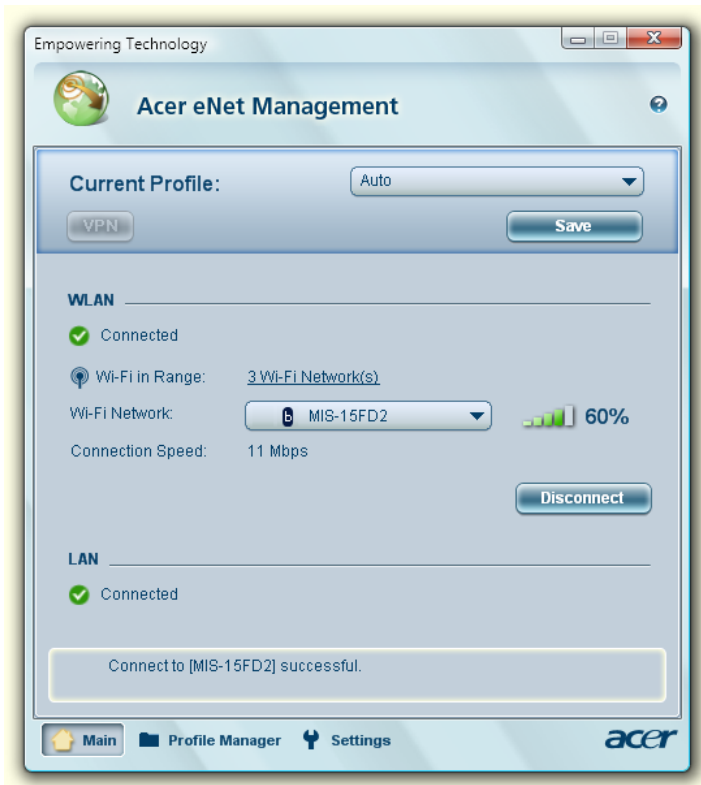 Empowering Technology
Acer eNet Management
Current Profile: Auto
VPN Save
WLAN
Connected
Wi-Fi in Range: 3 Wi-Fi Network(s)
Wi-Fi Network: b MIS-15FD2 60%
Connection Speed: 11 Mbps
Disconnect
LAN
Connected
Connect to [MIS-15FD2] successful.
Main Profile Manager Settings acer